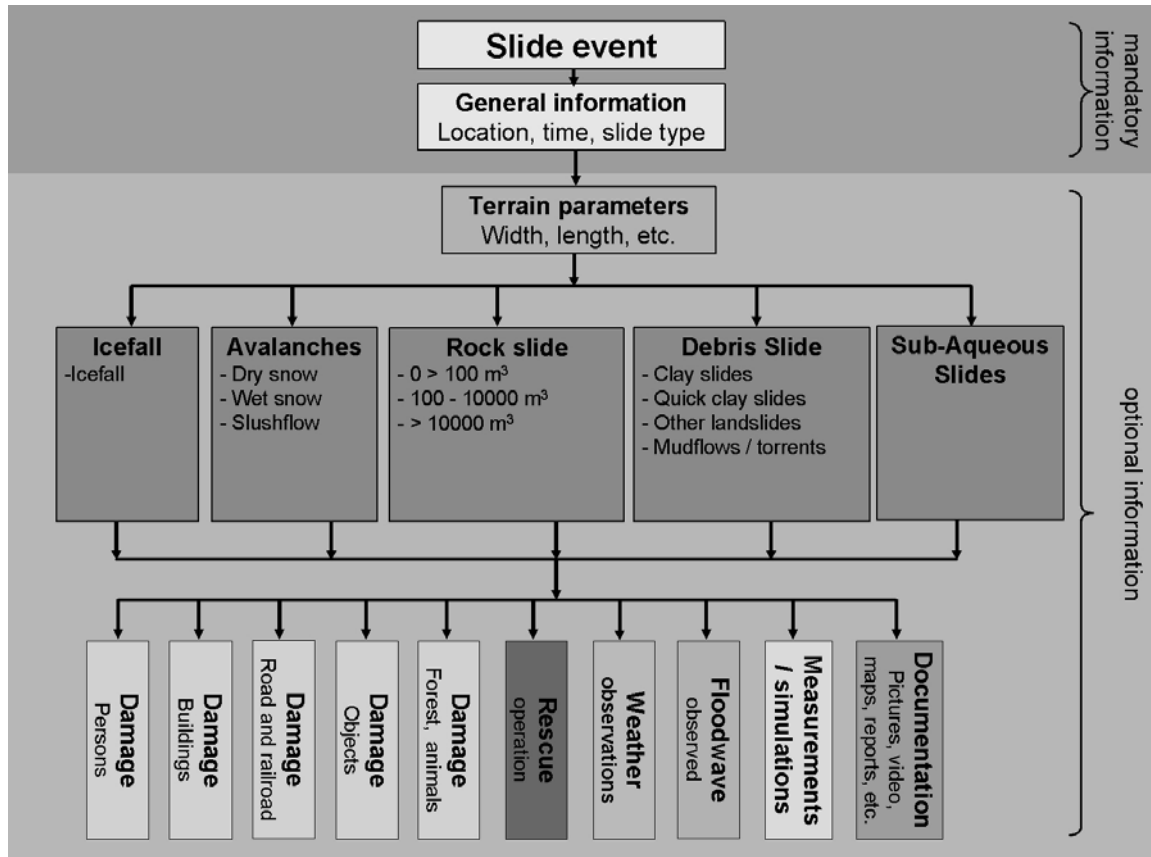 Slide event
General information
Location, time, slide type
mandatory
information
Terrain parameters
Width, length, etc.
Icefall
-Icefall
Avalanches
- Dry snow
- Wet snow
- Slushflow
Rock slide
- 0 > 100 m³
- 100 - 10000 m³
- > 10000 m³
Debris Slide
- Clay slides
- Quick clay slides
- Other landslides
- Mudflows / torrents
Sub-Aqueous
Slides
optional information
Damage
Persons
Damage
Buildings
Damage
Road and railroad
Damage
Objects
Damage
Forest, animals
Rescue
operation
Weather
observations
Floodwave
observed
Measurements
/ simulations
Documentation
Pictures, video,
maps, reports, etc.